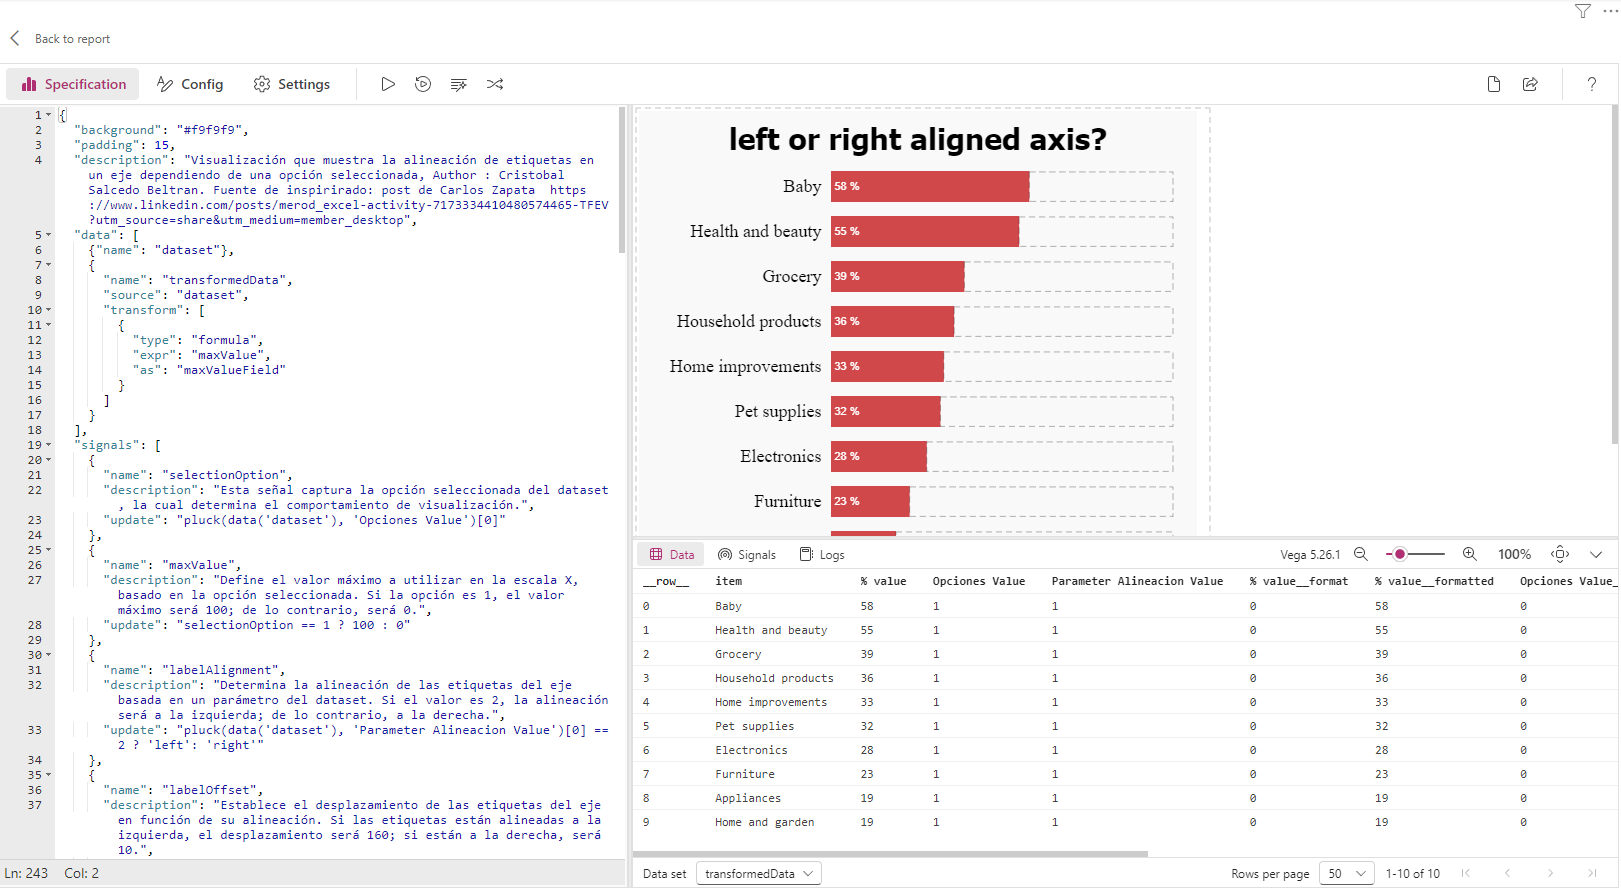 Back to report
Specification Config Settings ?
1 {
2 "background": "#f9f9f9",
3 "padding": 15,
4 "description": "Visualización que muestra la alineación de etiquetas en
un eje dependiendo de una opción seleccionada, Author : Cristobal
Salcedo Beltran. Fuente de inspirirado: post de Carlos Zapata  https
://www.linkedin.com/posts/merod_excel-activity-7173334410480574465-TFEV
?utm_source=share&utm_medium=member_desktop",
5 "data": [
6 {"name": "dataset"},
7 {
8 "name": "transformedData",
9 "source": "dataset",
10 "transform": [
11 {
12 "type": "formula",
13 "expr": "maxValue",
14 "as": "maxValueField"
15 }
16 ]
17 }
18 ],
19 "signals": [
20 {
21 "name": "selectionOption",
22 "description": "Esta señal captura la opción seleccionada del dataset
, la cual determina el comportamiento de visualización.",
23 "update": "pluck(data('dataset'), 'Opciones Value')[0]"
24 },
25 {
26 "name": "maxValue",
27 "description": "Define el valor máximo a utilizar en la escala X,
basado en la opción seleccionada. Si la opción es 1, el valor
máximo será 100; de lo contrario, será 0.",
28 "update": "selectionOption == 1 ? 100 : 0"
29 },
30 {
31 "name": "labelAlignment",
32 "description": "Determina la alineación de las etiquetas del eje
basada en un parámetro del dataset. Si el valor es 2, la alineación
será a la izquierda; de lo contrario, a la derecha.",
33 "update": "pluck(data('dataset'), 'Parameter Alineacion Value')[0] ==
2 ? 'left': 'right'"
34 },
35 {
36 "name": "labelOffset",
37 "description": "Establece el desplazamiento de las etiquetas del eje
en función de su alineación. Si las etiquetas están alineadas a la
izquierda, el desplazamiento será 160; si están a la derecha, será
10.",
Ln: 243 Col: 2
left or right aligned axis?
Baby 58 %
Health and beauty 55 %
Grocery 39 %
Household products 36 %
Home improvements 33 %
Pet supplies 32 %
Electronics 28 %
Furniture 23 %
Data Signals Logs Vega 5.26.1 100%
__row__ item % value Opciones Value Parameter Alineacion Value % value__format % value__formatted Opciones Value_
0 Baby 58 1 1 0 58 0
1 Health and beauty 55 1 1 0 55 0
2 Grocery 39 1 1 0 39 0
3 Household products 36 1 1 0 36 0
4 Home improvements 33 1 1 0 33 0
5 Pet supplies 32 1 1 0 32 0
6 Electronics 28 1 1 0 28 0
7 Furniture 23 1 1 0 23 0
8 Appliances 19 1 1 0 19 0
9 Home and garden 19 1 1 0 19 0
Data set transformedData Rows per page 50 1-10 of 10